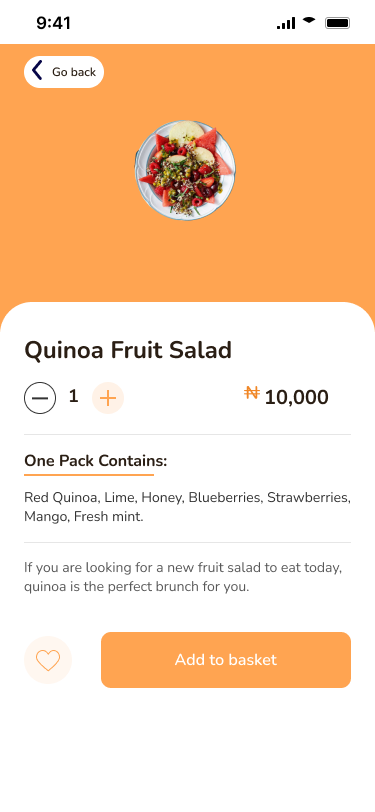 9:41
Go back
Quinoa Fruit Salad
1
₦ 10,000
One Pack Contains:
Red Quinoa, Lime, Honey, Blueberries, Strawberries,
Mango, Fresh mint.
If you are looking for a new fruit salad to eat today,
quinoa is the perfect brunch for you.
Add to basket